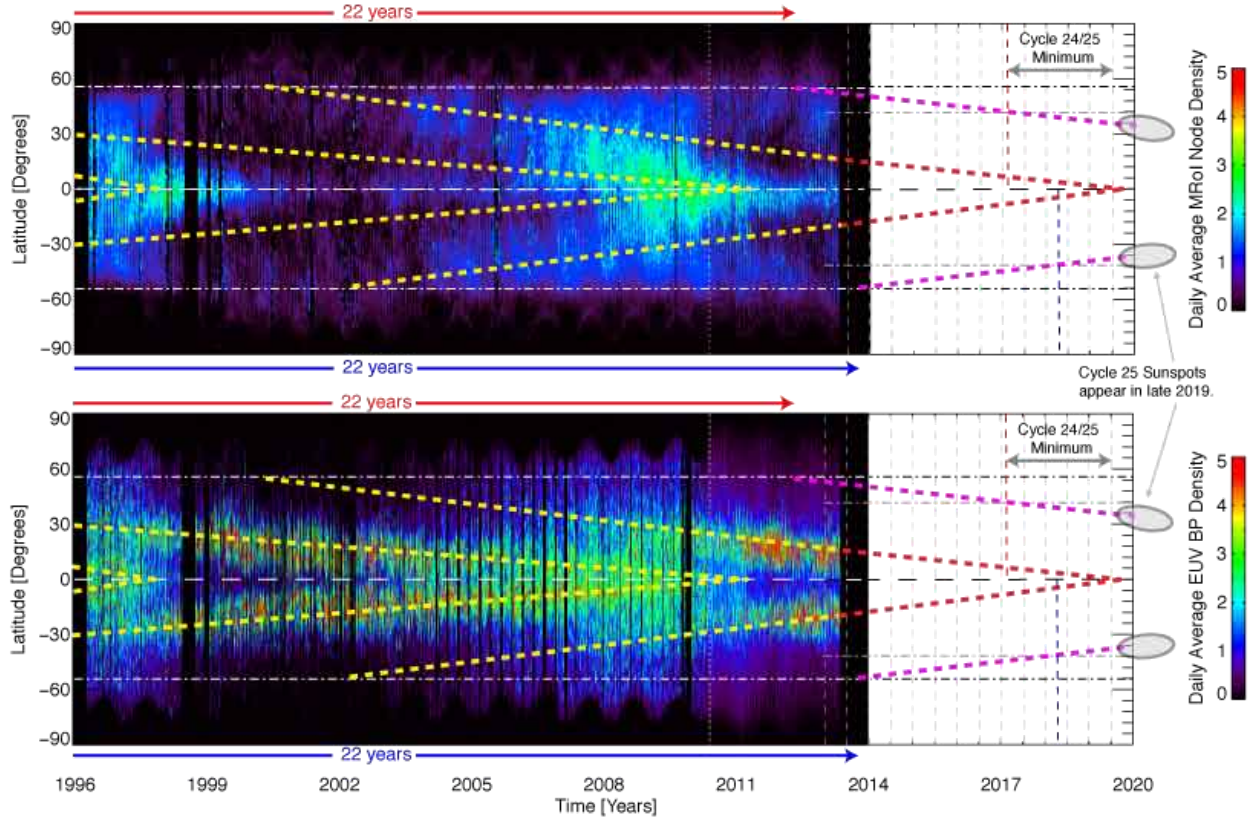 22 years
90
60
30
0
−30
−60
−90
Latitude [Degrees]
Cycle 24/25
Minimum
5
4
3
2
1
0
Daily Average MRoI Node Density
22 years
Cycle 25 Sunspots
appear in late 2019.
22 years
90
60
30
0
−30
−60
−90
Latitude [Degrees]
Cycle 24/25
Minimum
5
4
3
2
1
0
Daily Average EUV BP Density
22 years
1996 1999 2002 2005 2008 2011 2014 2017 2020
Time [Years]